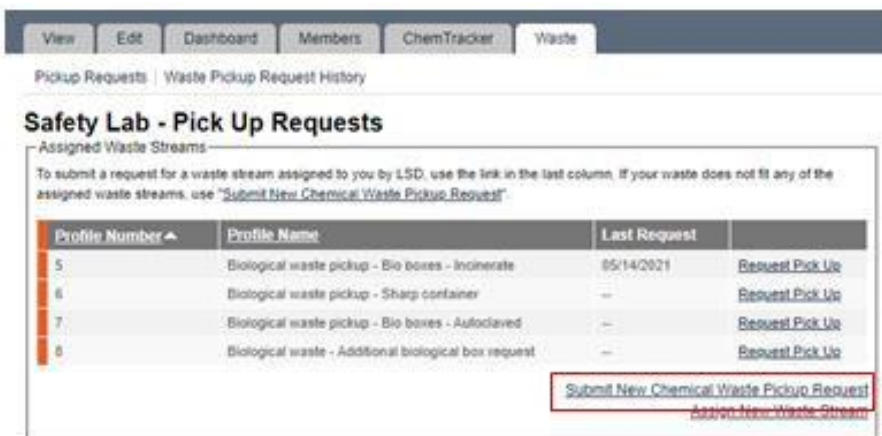 View Edit Dashboard Members ChemTracker Waste
Pickup Requests | Waste Pickup Request History
Safety Lab - Pick Up Requests
Assigned Waste Streams
To submit a request for a waste stream assigned to you by LSD, use the link in the last column. If your waste does not fit any of the
assigned waste streams, use "Submit New Chemical Waste Pickup Request".
Profile Number Profile Name Last Request
5 Biological waste pickup - Bio boxes - Incinerate 05/14/2021 Request Pick Up
6 Biological waste pickup - Sharp container -- Request Pick Up
7 Biological waste pickup - Bio boxes - Autoclaved -- Request Pick Up
8 Biological waste - Additional biological box request -- Request Pick Up
Submit New Chemical Waste Pickup Request
Assign New Waste Stream